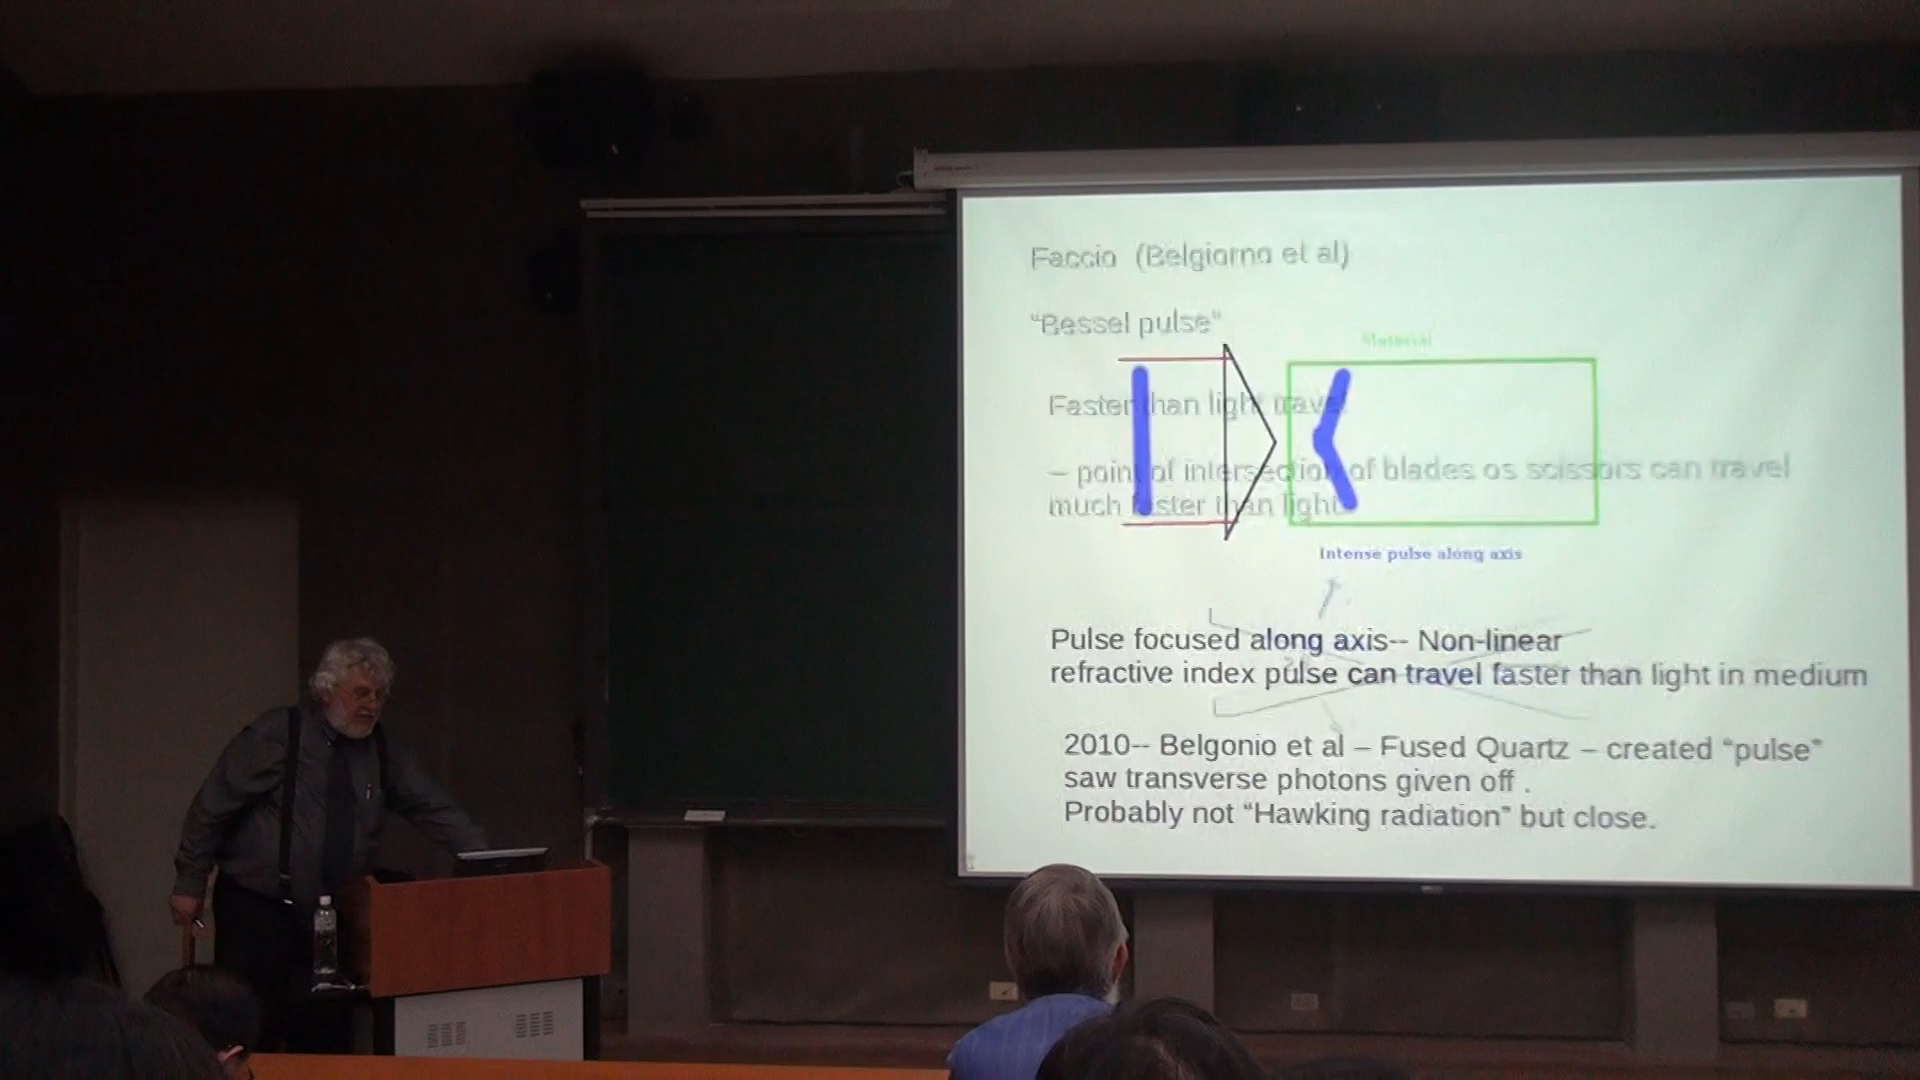 Faccio (Belgiorno et al)
"Bessel pulse"
Material
Faster than light travel
– point of intersection of blades os scissors can travel
much faster than light
Intense pulse along axis
Pulse focused along axis-- Non-linear
refractive index pulse can travel faster than light in medium
2010-- Belgonio et al – Fused Quartz – created "pulse"
saw transverse photons given off .
Probably not "Hawking radiation" but close.